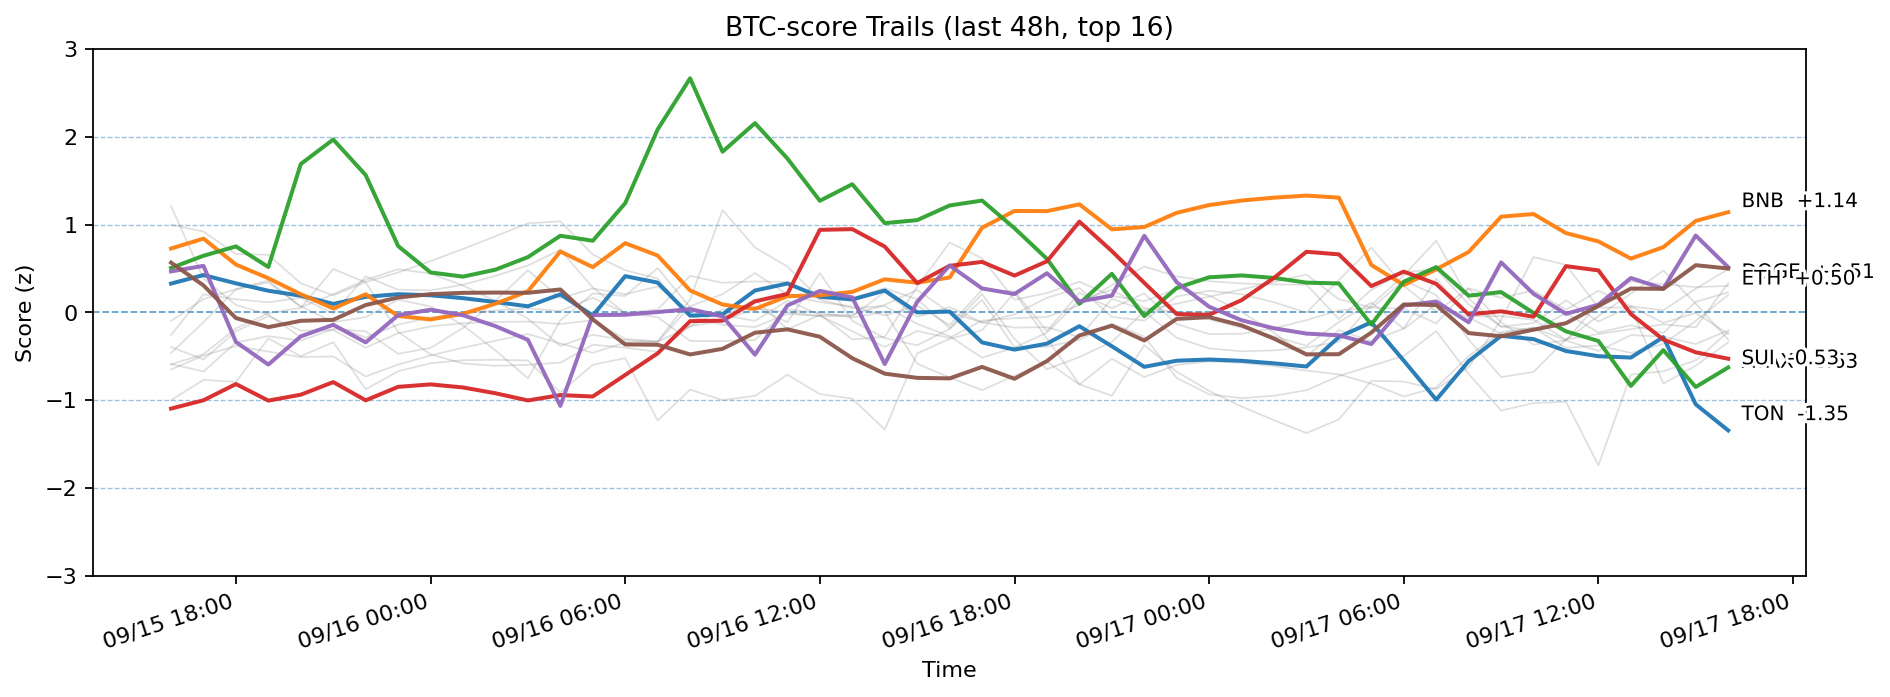 BTC-score Trails (last 48h, top 16)
Score (z)
3
2
1
0
−1
−2
−3
BNB +1.14
ETH +0.50
SUI -0.53
TON -1.35
09/15 18:00
09/16 00:00
09/16 06:00
09/16 12:00
09/16 18:00
09/17 00:00
09/17 06:00
09/17 12:00
09/17 18:00
Time